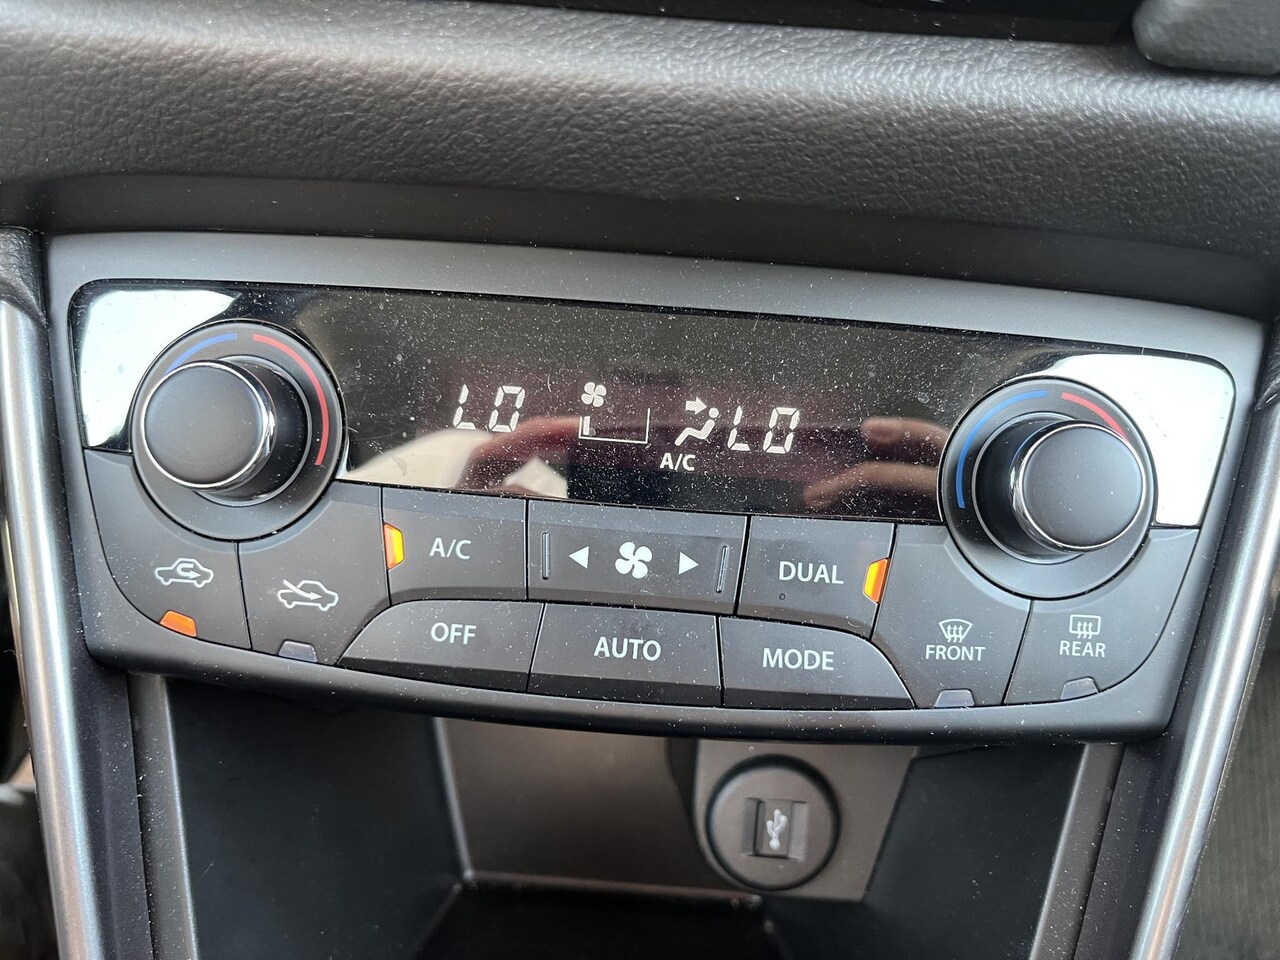 LO LO
A/C
A/C DUAL
OFF AUTO MODE FRONT REAR